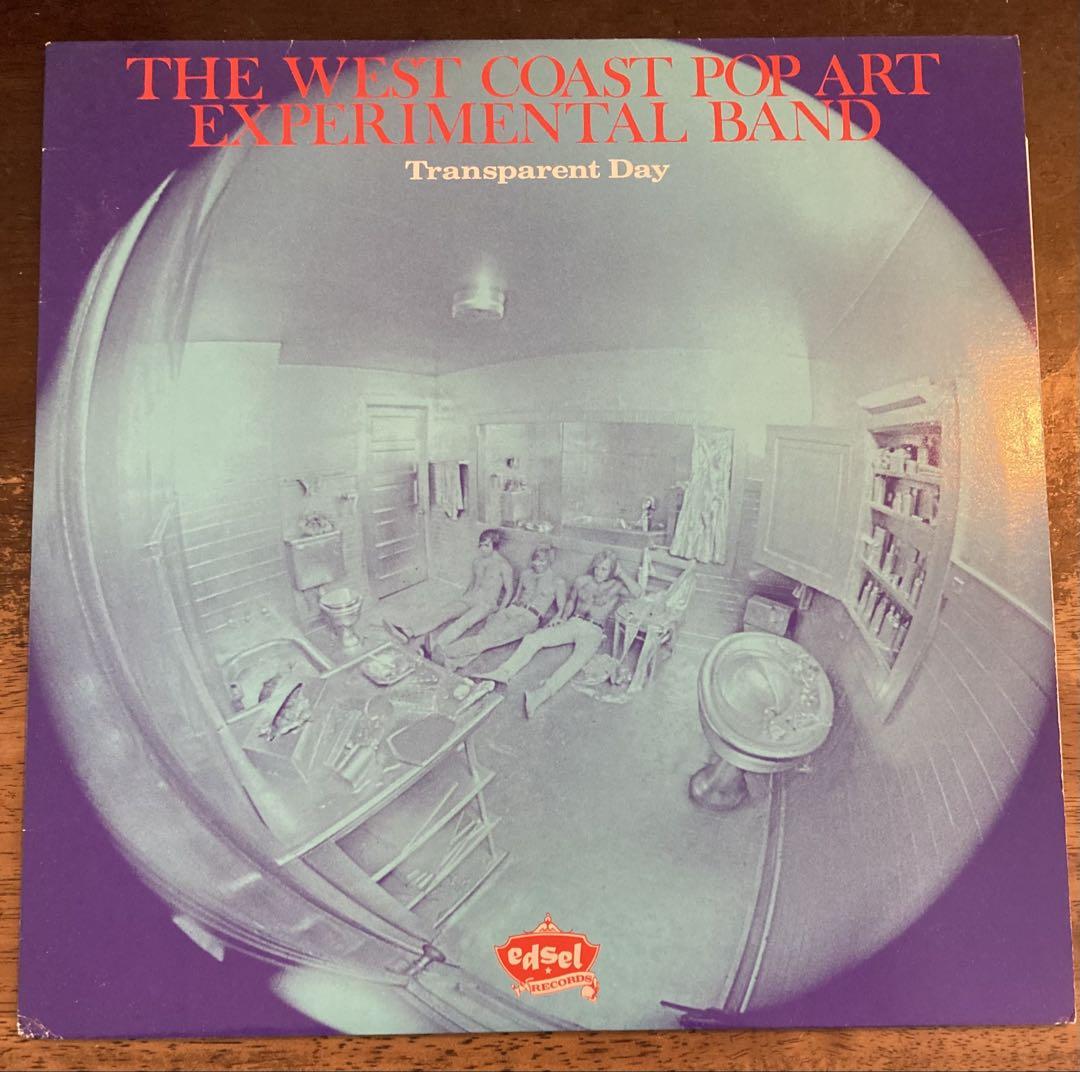 THE WEST COAST POP ART
EXPERIMENTAL BAND
Transparent Day
edsel
RECORDS